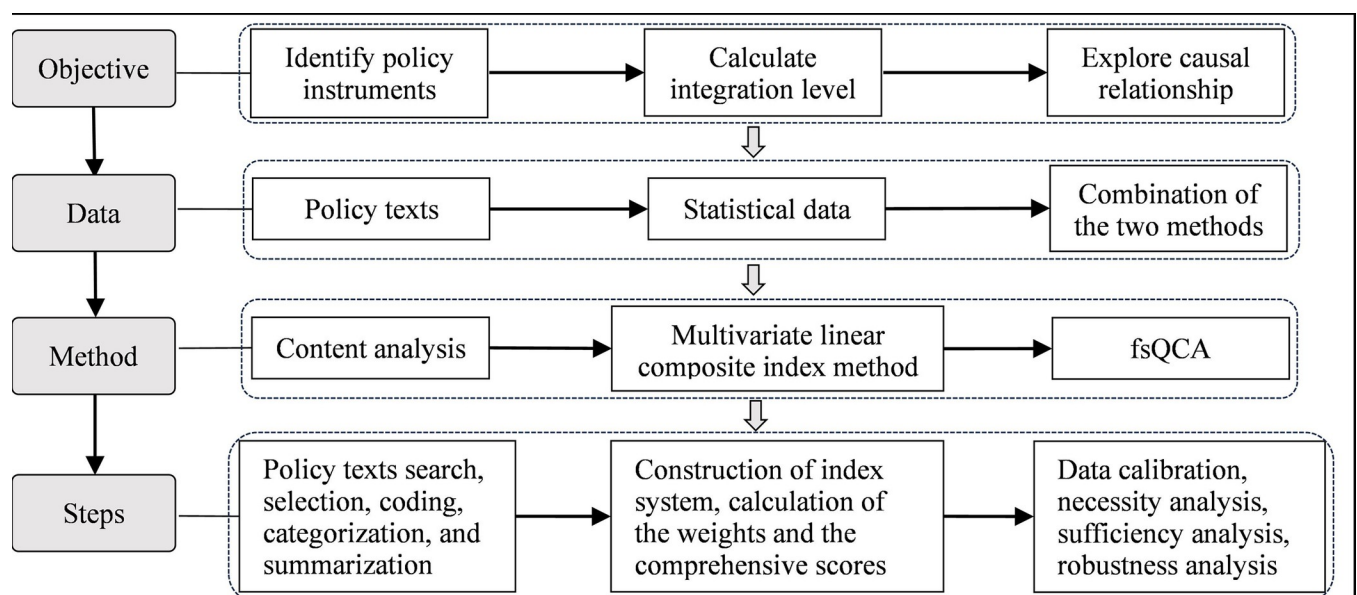 Objective
Identify policy
instruments
Calculate
integration level
Explore causal
relationship
Data
Policy texts
Statistical data
Combination of
the two methods
Method
Content analysis
Multivariate linear
composite index method
fsQCA
Steps
Policy texts search,
selection, coding,
categorization, and
summarization
Construction of index
system, calculation of
the weights and the
comprehensive scores
Data calibration,
necessity analysis,
sufficiency analysis,
robustness analysis